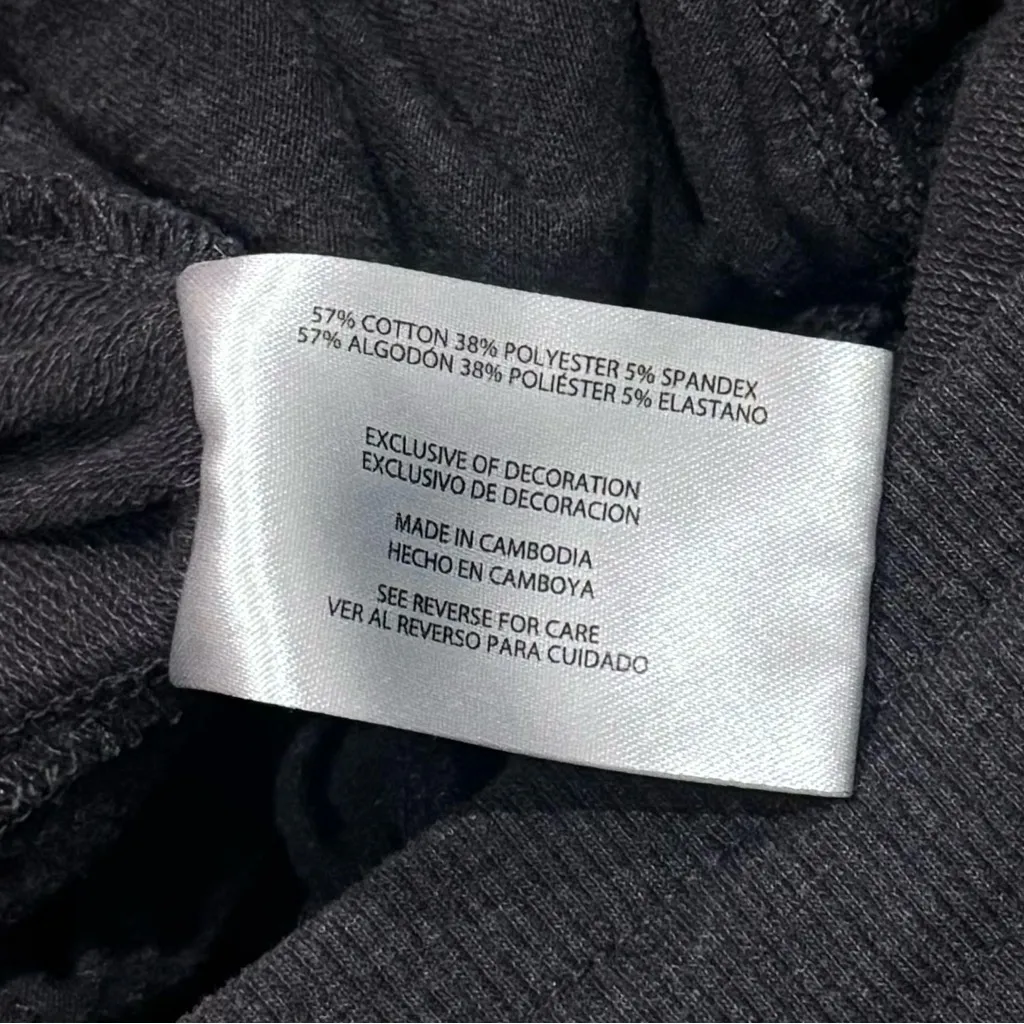 57% COTTON 38% POLYESTER 5% SPANDEX
57% ALGODÓN 38% POLIÉSTER 5% ELASTANO
EXCLUSIVE OF DECORATION
EXCLUSIVO DE DECORACION
MADE IN CAMBODIA
HECHO EN CAMBOYA
SEE REVERSE FOR CARE
VER AL REVERSO PARA CUIDADO